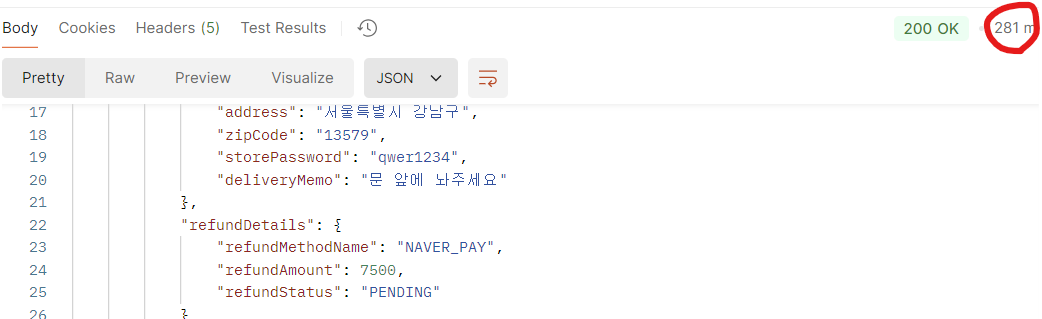 Body Cookies Headers (5) Test Results 200 OK 281 m
Pretty Raw Preview Visualize JSON
17 "address": "서울특별시 강남구",
18 "zipCode": "13579",
19 "storePassword": "qwer1234",
20 "deliveryMemo": "문 앞에 놔주세요"
21 },
22 "refundDetails": {
23 "refundMethodName": "NAVER_PAY",
24 "refundAmount": 7500,
25 "refundStatus": "PENDING"
26 }